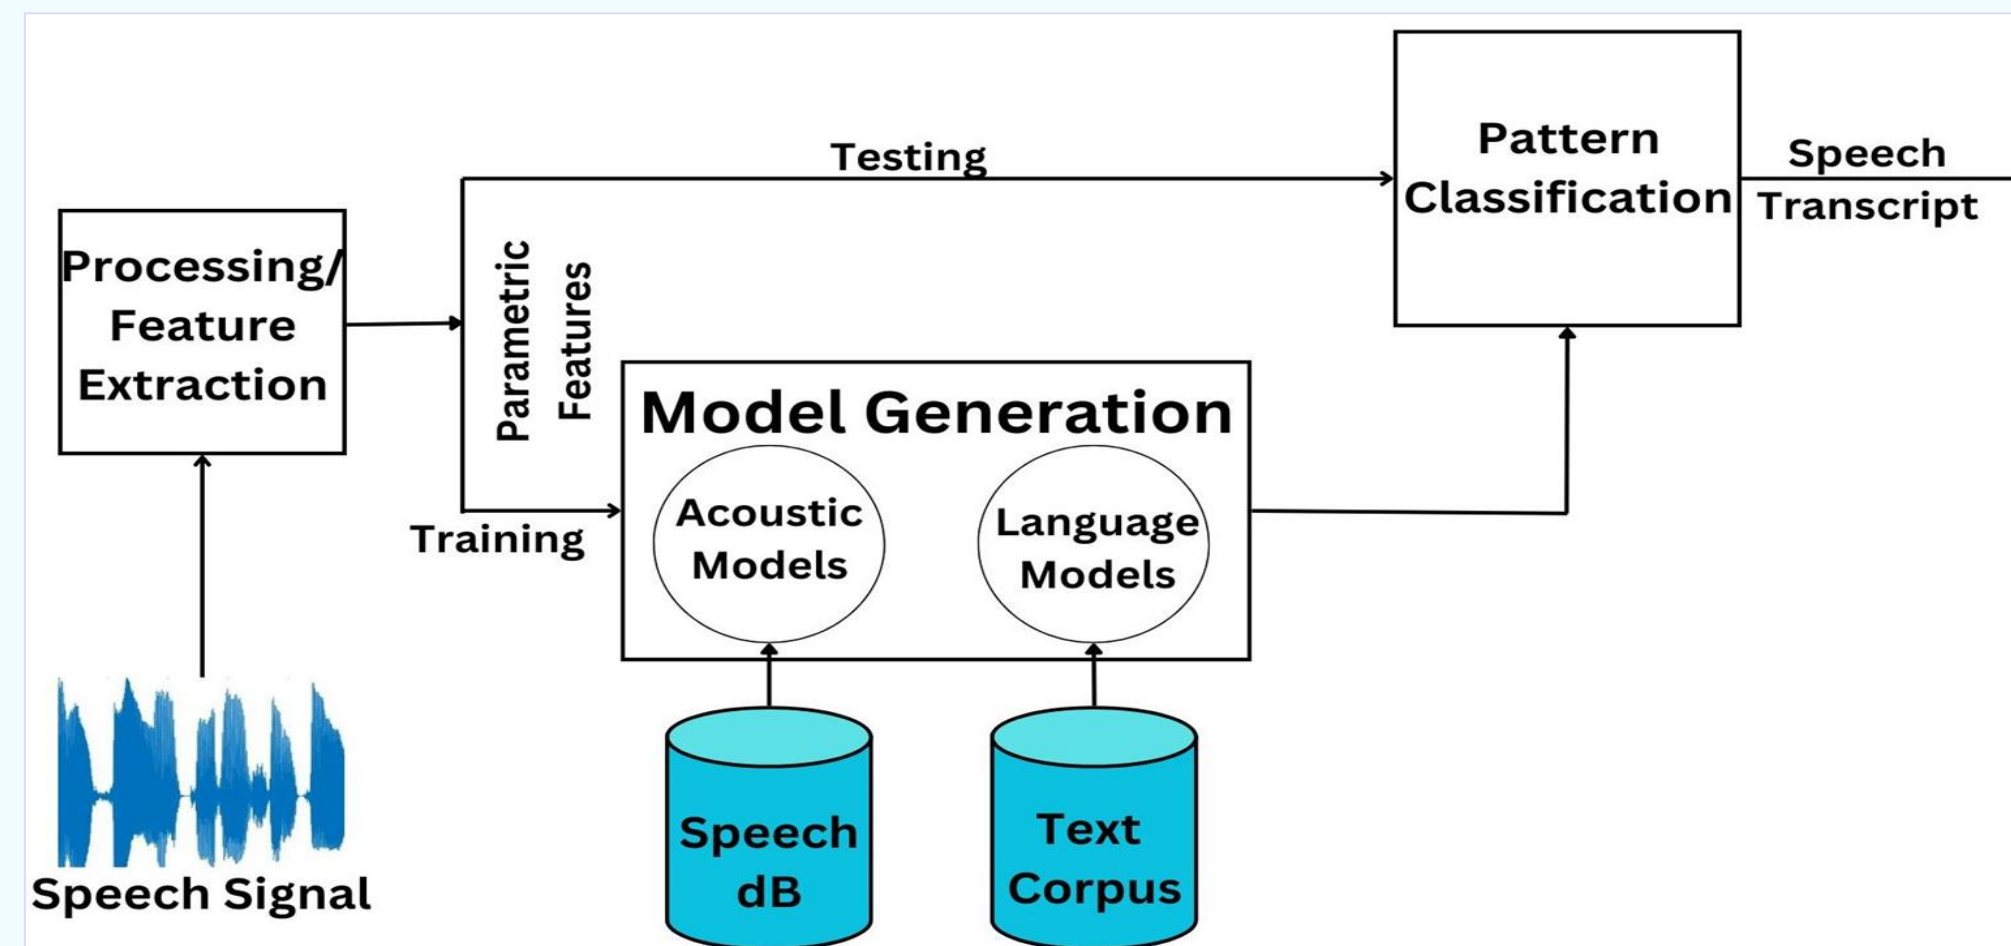 Testing
Pattern
Classification
Speech
Transcript
Processing/
Feature
Extraction
Parametric
Features
Model Generation
Acoustic
Models
Language
Models
Training
Speech
dB
Text
Corpus
Speech Signal